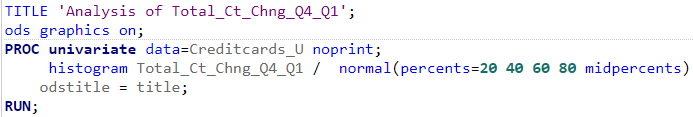 TITLE 'Analysis of Total_Ct_Chng_Q4_Q1';
ods graphics on;
PROC univariate data=Creditcards_U noprint;
histogram Total_Ct_Chng_Q4_Q1 / normal(percents=20 40 60 80 midpercents)
odstitle = title;
RUN;